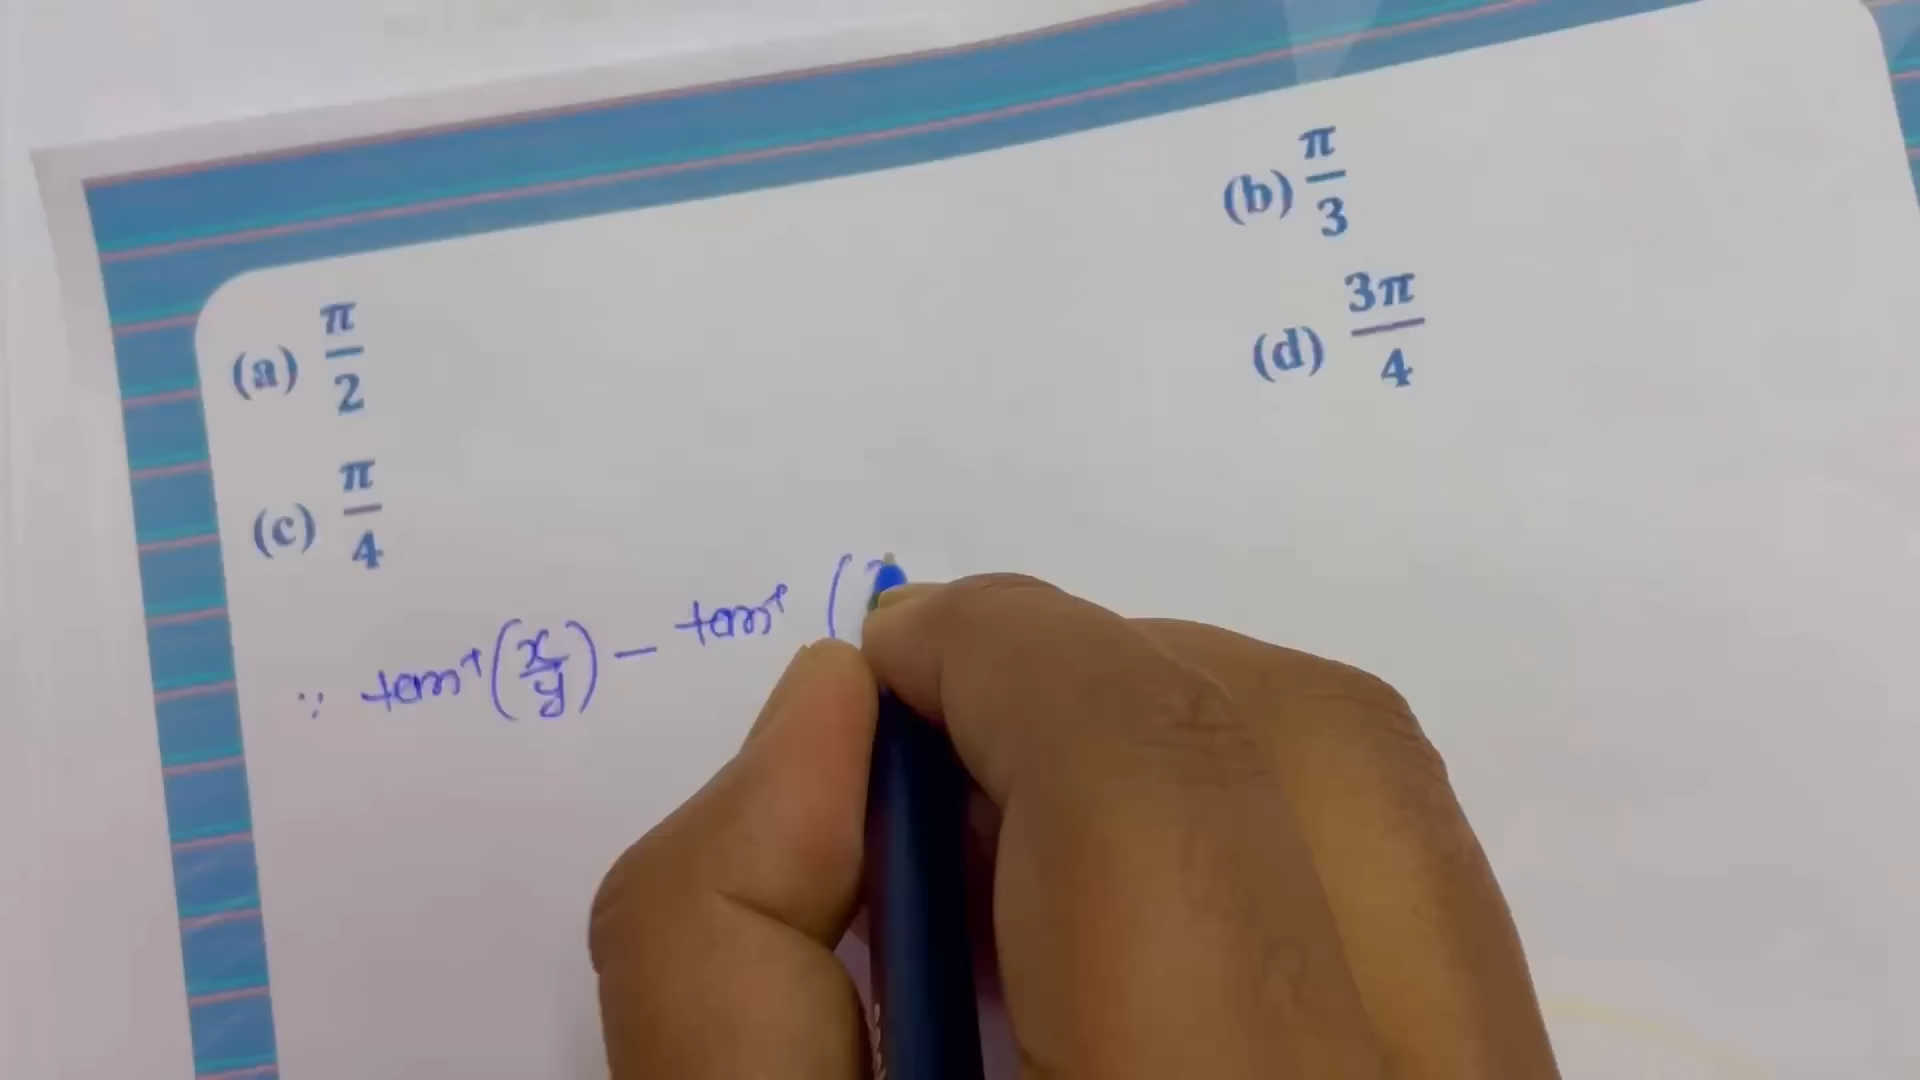 (a) π/2 (b) π/3
(c) π/4 (d) 3π/4
∵ tan⁻¹(x/y) − tan⁻¹ (